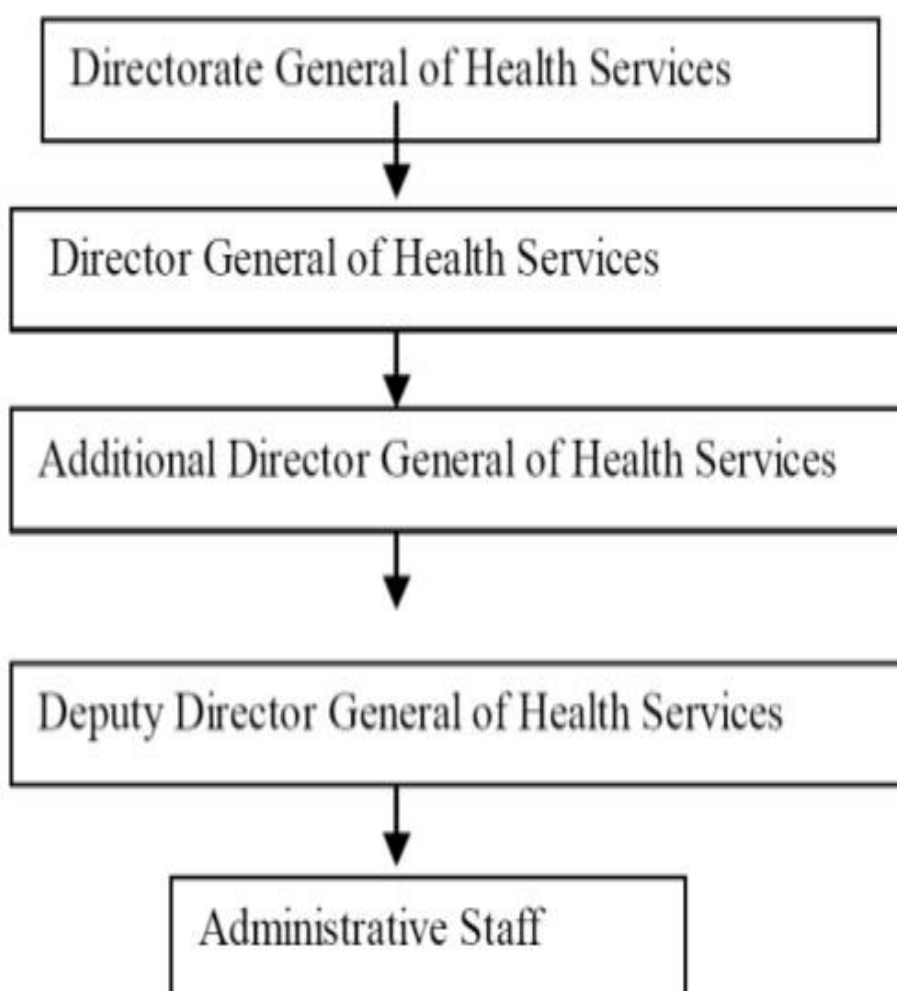 Directorate General of Health Services
Director General of Health Services
Additional Director General of Health Services
Deputy Director General of Health Services
Administrative Staff